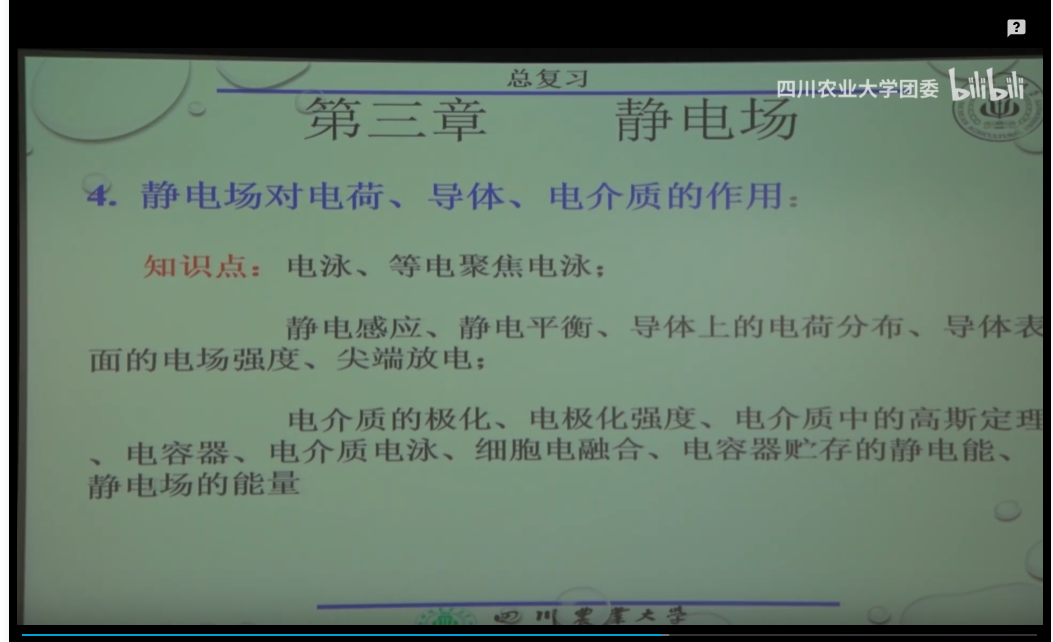 ?
总复习
四川农业大学团委 bilibili
第三章 静电场
4. 静电场对电荷、导体、电介质的作用:
知识点：电泳、等电聚焦电泳；
静电感应、静电平衡、导体上的电荷分布、导体表
面的电场强度、尖端放电；
电介质的极化、电极化强度、电介质中的高斯定理
、电容器、电介质电泳、细胞电融合、电容器贮存的静电能、
静电场的能量
四川农业大学